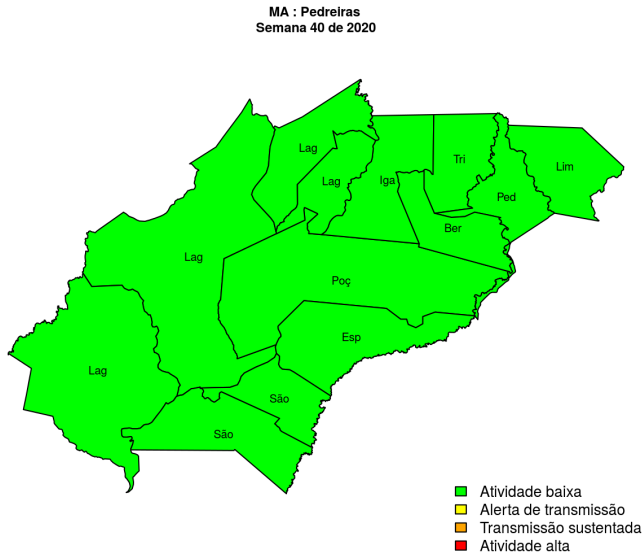 MA : Pedreiras
Semana 40 de 2020
Lag
Tri
Lim
Lag
Iga
Ped
Ber
Lag
Poç
Esp
Lag
São
São
Atividade baixa
Alerta de transmissão
Transmissão sustentada
Atividade alta